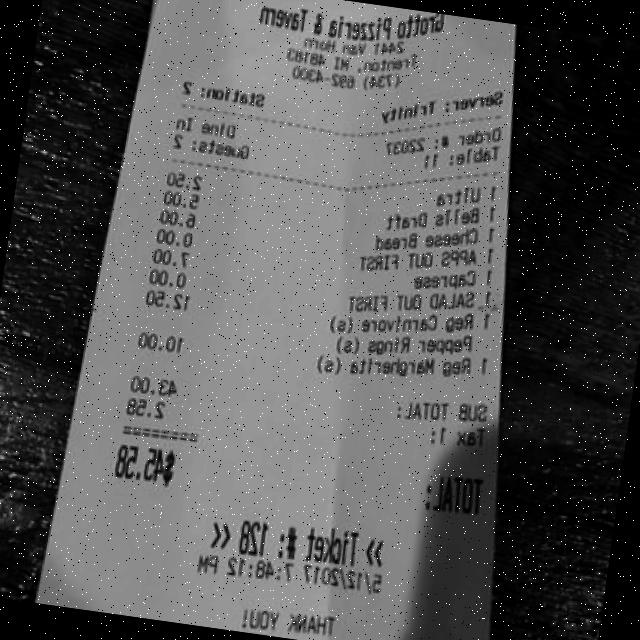 Grotto Pizzeria & Tavern
2441 Van Horn
Trenton, MI 48183
(734) 692-4300
Server: Trinity Station: 2
Order #: 22037 Dine In
Table: 11 Guests: 2
1 Ultra 2.50
1 Bells Draft 5.00
1 Cheese Bread 6.00
1 APPS OUT FIRST 0.00
1 Caprese 7.00
1 SALAD OUT FIRST 0.00
1 Reg Carnivore (s) 12.50
Pepper Rings (s)
1 Reg Margherita (s) 10.00
SUB TOTAL: 43.00
Tax 1: 2.58
=========
TOTAL: $45.58
>> Ticket #: 128 <<
5/12/2017 7:48:12 PM
THANK YOU!